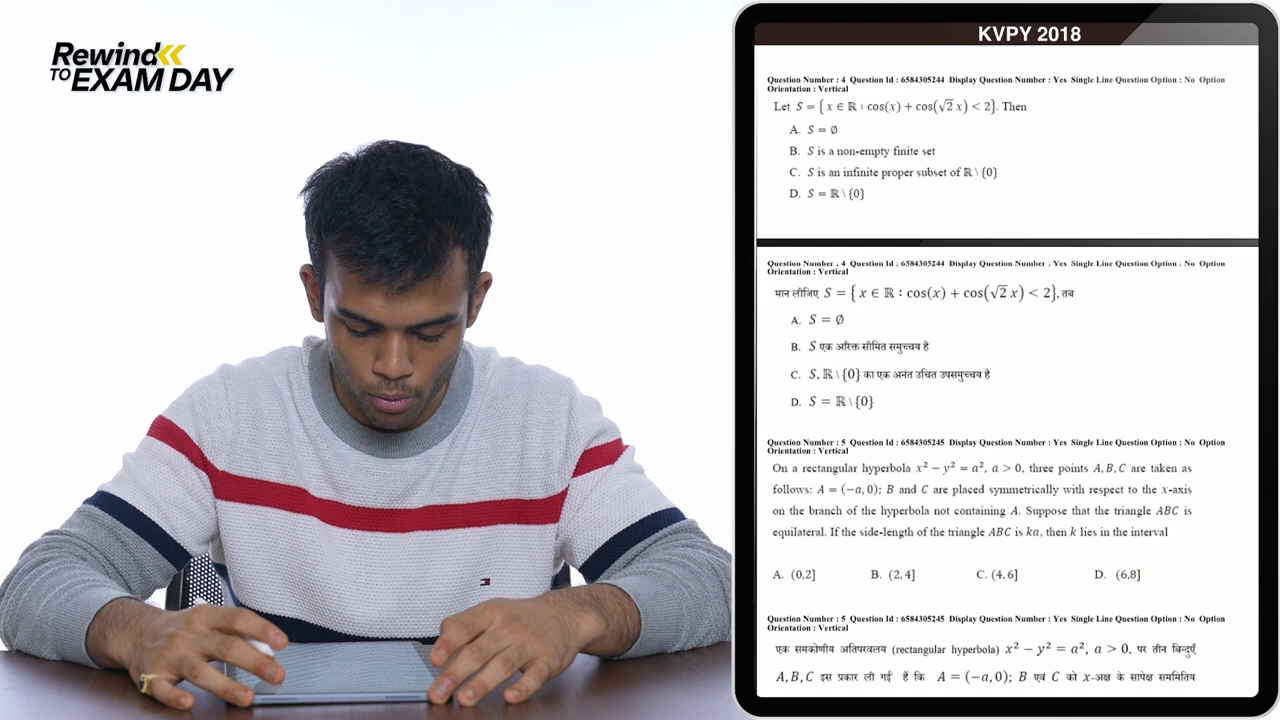 Rewind
TO EXAM DAY
KVPY 2018
Question Number : 4 Question Id : 6584305244 Display Question Number : Yes Single Line Question Option : No Option
Orientation : Vertical
Let S = { x ∈ ℝ : cos(x) + cos(√2 x) < 2}. Then
A. S = ∅
B. S is a non-empty finite set
C. S is an infinite proper subset of ℝ \ {0}
D. S = ℝ \ {0}
Question Number : 4 Question Id : 6584305244 Display Question Number : Yes Single Line Question Option : No Option
Orientation : Vertical
मान लीजिए S = { x ∈ ℝ : cos(x) + cos(√2 x) < 2}, तब
A. S = ∅
B. S एक अरिक्त सीमित समुच्चय है
C. S, ℝ \ {0} का एक अनंत उचित उपसमुच्चय है
D. S = ℝ \ {0}
Question Number : 5 Question Id : 6584305245 Display Question Number : Yes Single Line Question Option : No Option
Orientation : Vertical
On a rectangular hyperbola x² − y² = a², a > 0, three points A, B, C are taken as
follows: A = (−a, 0); B and C are placed symmetrically with respect to the x-axis
on the branch of the hyperbola not containing A. Suppose that the triangle ABC is
equilateral. If the side-length of the triangle ABC is ka, then k lies in the interval
A. (0,2] B. (2, 4] C. (4, 6] D. (6,8]
Question Number : 5 Question Id : 6584305245 Display Question Number : Yes Single Line Question Option : No Option
Orientation : Vertical
एक समकोणीय अतिपरवलय (rectangular hyperbola) x² − y² = a², a > 0, पर तीन बिन्दुएँ
A, B, C इस प्रकार ली गई हैं कि A = (−a, 0); B एवं C को x-अक्ष के सापेक्ष सममितिय